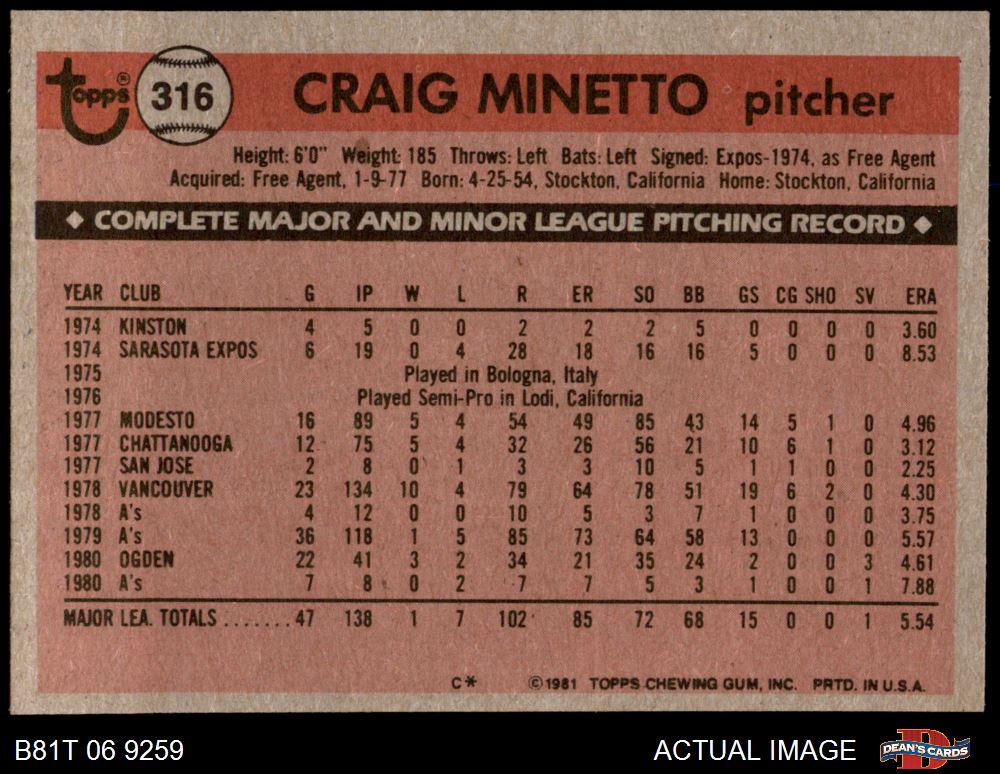 Topps ® 316 CRAIG MINETTO pitcher
Height: 6'0" Weight: 185 Throws: Left Bats: Left Signed: Expos-1974, as Free Agent
Acquired: Free Agent, 1-9-77 Born: 4-25-54, Stockton, California Home: Stockton, California
◆ COMPLETE MAJOR AND MINOR LEAGUE PITCHING RECORD ◆
YEAR CLUB G IP W L R ER SO BB GS CG SHO SV ERA
1974 KINSTON 4 5 0 0 2 2 2 5 0 0 0 0 3.60
1974 SARASOTA EXPOS 6 19 0 4 28 18 16 16 5 0 0 0 8.53
1975 Played in Bologna, Italy
1976 Played Semi-Pro in Lodi, California
1977 MODESTO 16 89 5 4 54 49 85 43 14 5 1 0 4.96
1977 CHATTANOOGA 12 75 5 4 32 26 56 21 10 6 1 0 3.12
1977 SAN JOSE 2 8 0 1 3 3 10 5 1 1 0 0 2.25
1978 VANCOUVER 23 134 10 4 79 64 78 51 19 6 2 0 4.30
1978 A's 4 12 0 0 10 5 3 7 1 0 0 0 3.75
1979 A's 36 118 1 5 85 73 64 58 13 0 0 0 5.57
1980 OGDEN 22 41 3 2 34 21 35 24 2 0 0 3 4.61
1980 A's 7 8 0 2 7 7 5 3 1 0 0 1 7.88
MAJOR LEA. TOTALS .......47 138 1 7 102 85 72 68 15 0 0 1 5.54
C* ©1981 TOPPS CHEWING GUM, INC. PRTD. IN U.S.A.
B81T 06 9259 ACTUAL IMAGE DEAN'S CARDS